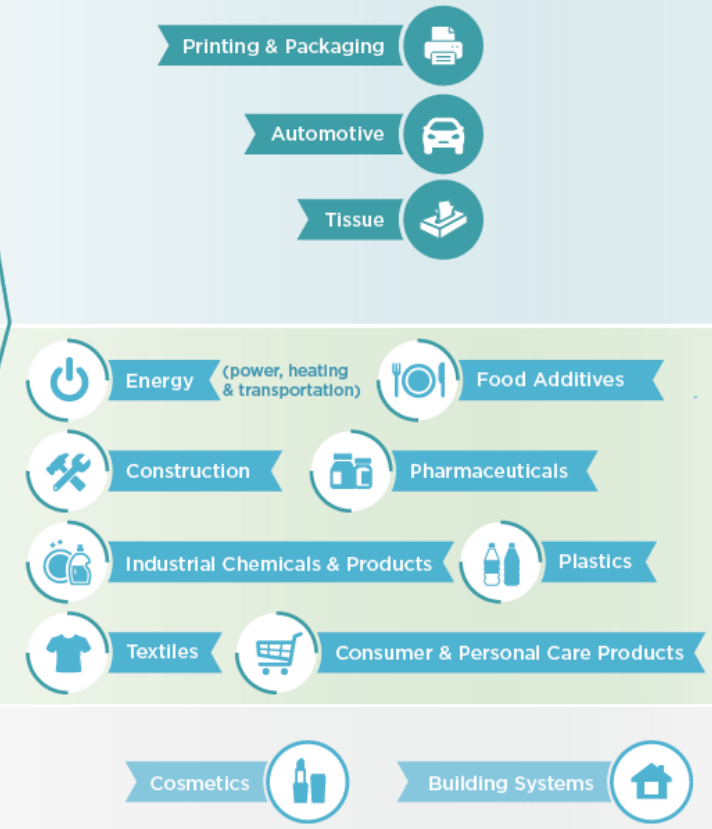 Printing & Packaging
Automotive
Tissue
Energy
(power, heating
& transportation)
Food Additives
Construction
Pharmaceuticals
Industrial Chemicals & Products
Plastics
Textiles
Consumer & Personal Care Products
Cosmetics
Building Systems